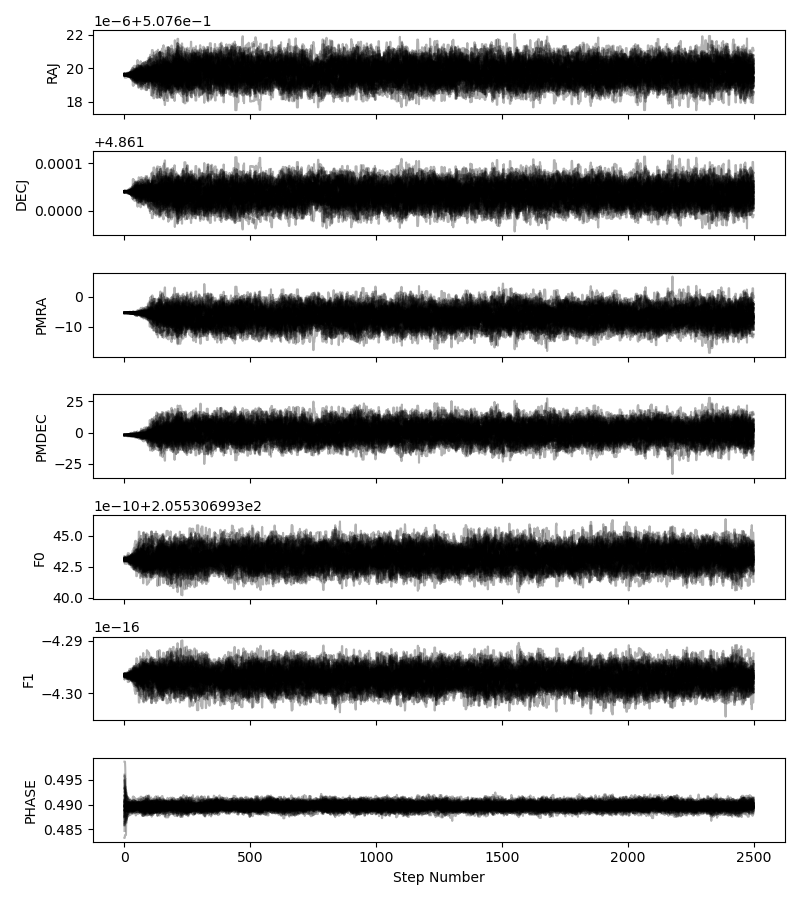 1e−6+5.076e−1
22
20
18
RAJ
+4.861
0.0001
0.0000
DECJ
0
−10
PMRA
25
0
−25
PMDEC
1e−10+2.055306993e2
45.0
42.5
40.0
F0
1e−16
−4.29
−4.30
F1
0.495
0.490
0.485
PHASE
0 500 1000 1500 2000 2500
Step Number